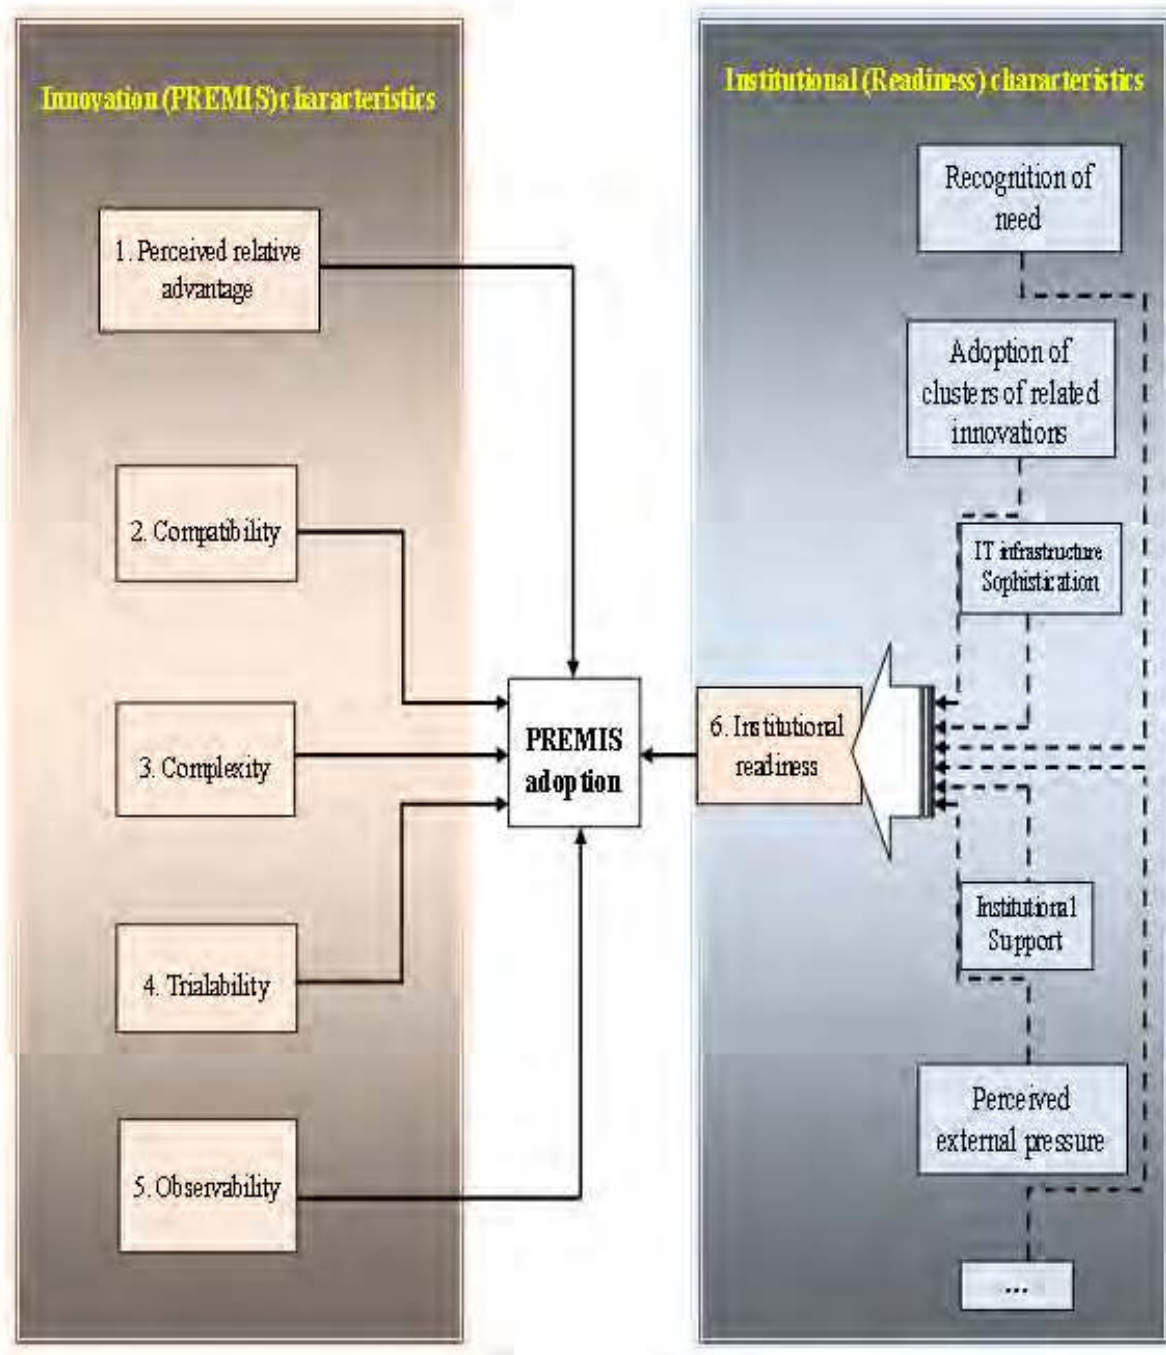 Innovation (PREMIS) characteristics
1. Perceived relative
advantage
2. Compatibility
3. Complexity
4. Trialability
5. Observability
PREMIS
adoption
Institutional (Readiness) characteristics
Recognition of
need
Adoption of
clusters of related
innovations
IT infrastructure
Sophistication
6. Institutional
readiness
Institutional
Support
Perceived
external pressure
...